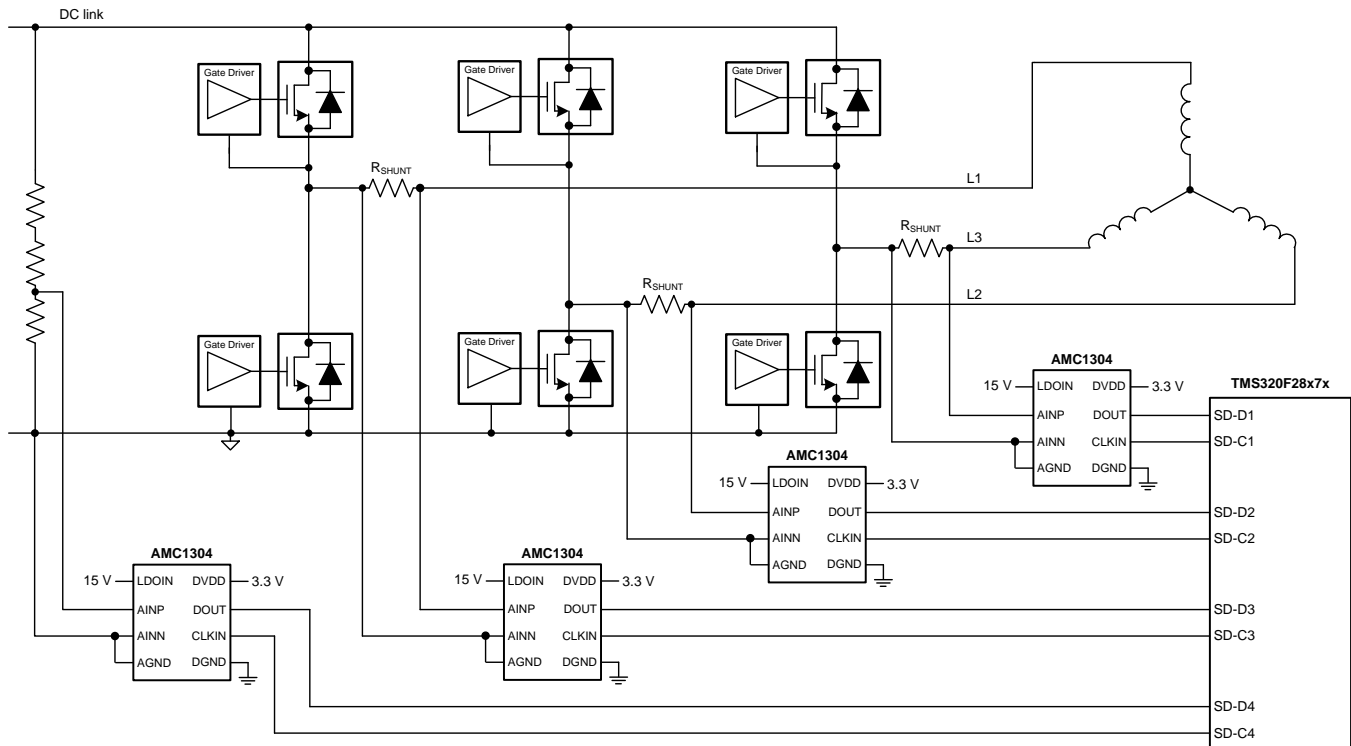 DC link
Gate Driver
Gate Driver
Gate Driver
RSHUNT
L1
RSHUNT
L3
RSHUNT
L2
Gate Driver
Gate Driver
Gate Driver
AMC1304
15 V
LDOIN DVDD
3.3 V
AINP DOUT
AINN CLKIN
AGND DGND
TMS320F28x7x
SD-D1
SD-C1
SD-D2
SD-C2
SD-D3
SD-C3
SD-D4
SD-C4
AMC1304
15 V
LDOIN DVDD
3.3 V
AINP DOUT
AINN CLKIN
AGND DGND
AMC1304
15 V
LDOIN DVDD
3.3 V
AINP DOUT
AINN CLKIN
AGND DGND
AMC1304
15 V
LDOIN DVDD
3.3 V
AINP DOUT
AINN CLKIN
AGND DGND